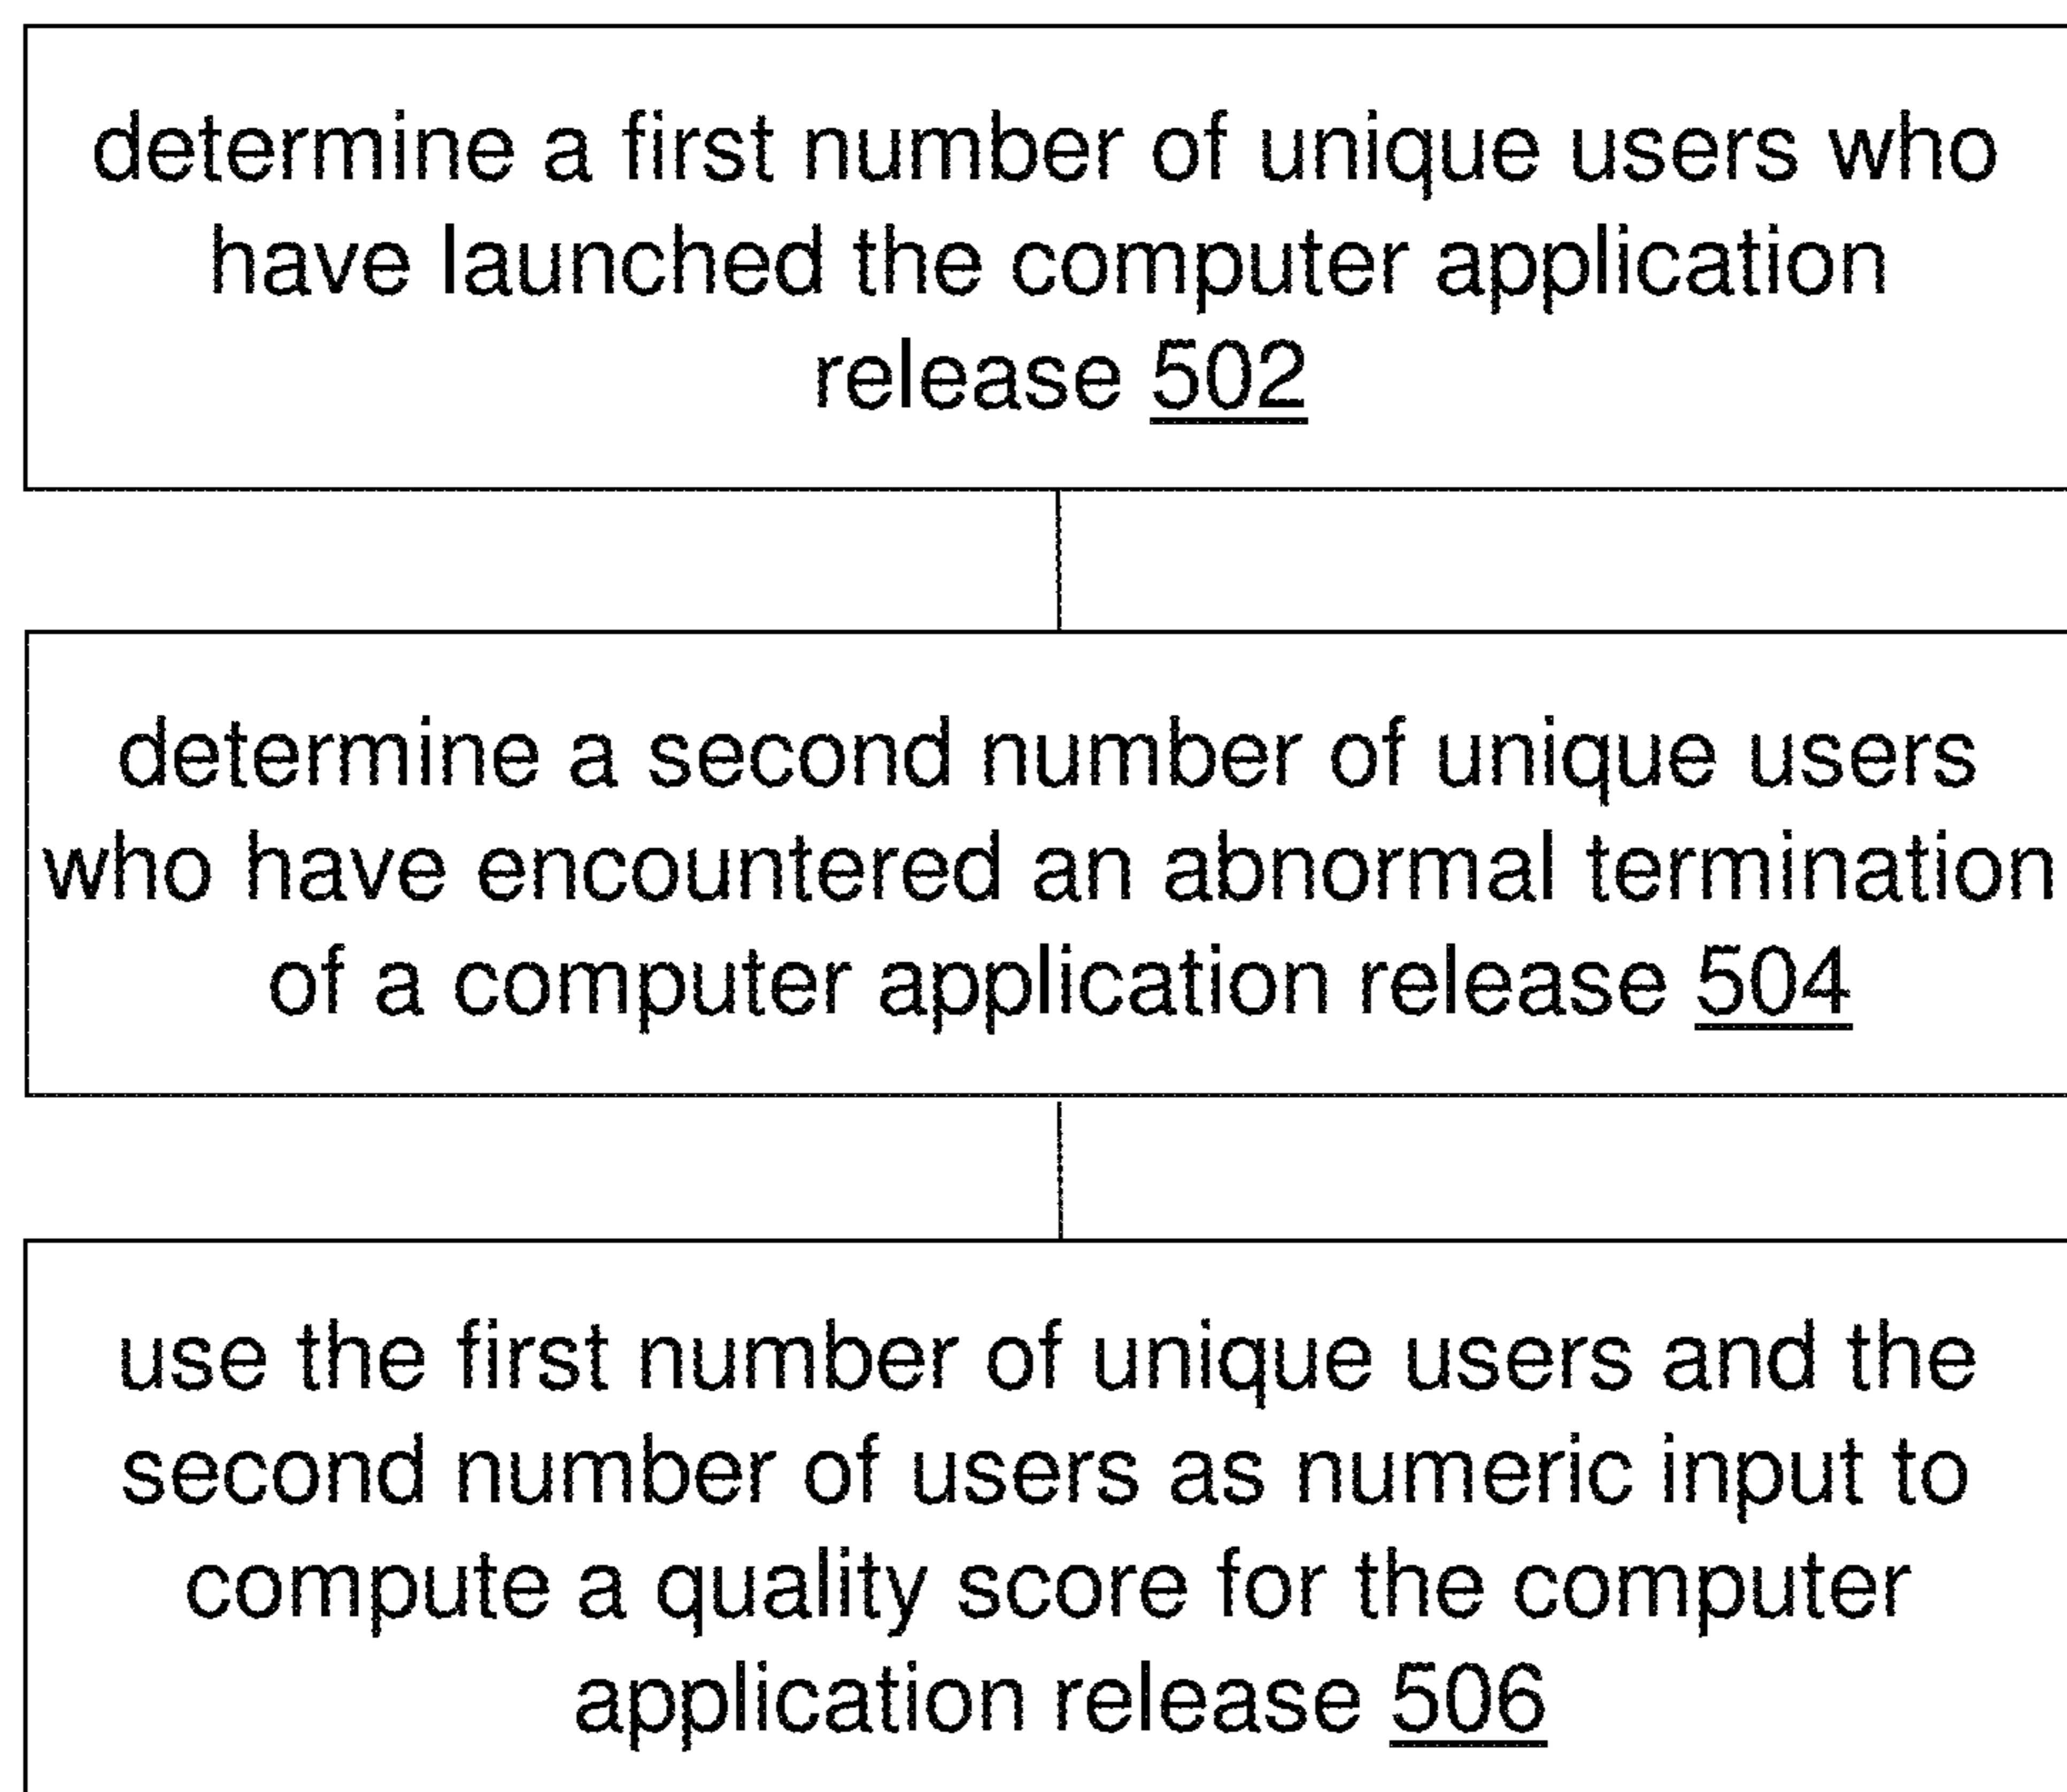 determine a first number of unique users who
have launched the computer application
release 502
determine a second number of unique users
who have encountered an abnormal termination
of a computer application release 504
use the first number of unique users and the
second number of users as numeric input to
compute a quality score for the computer
application release 506